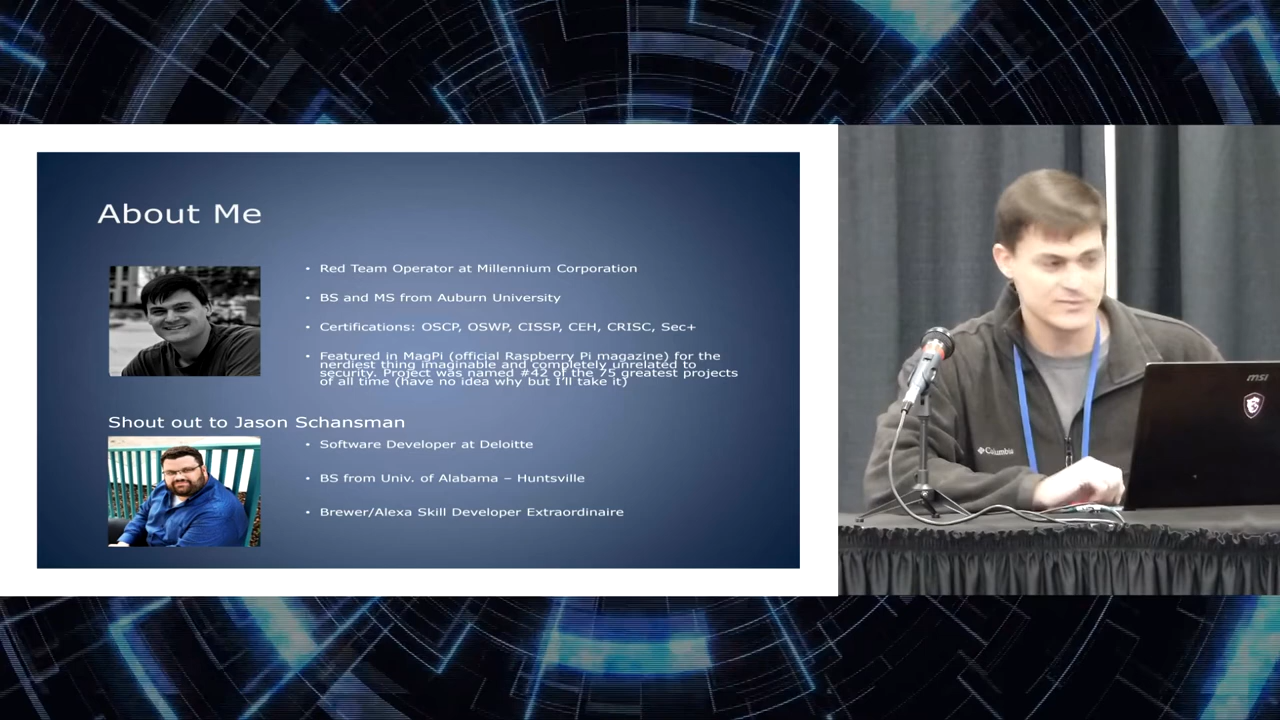 About Me
• Red Team Operator at Millennium Corporation
• BS and MS from Auburn University
• Certifications: OSCP, OSWP, CISSP, CEH, CRISC, Sec+
• Featured in MagPi (official Raspberry Pi magazine) for the
nerdiest thing imaginable and completely unrelated to
security. Project was named #42 of the 75 greatest projects
of all time (have no idea why but I'll take it)
Shout out to Jason Schansman
• Software Developer at Deloitte
• BS from Univ. of Alabama – Huntsville
• Brewer/Alexa Skill Developer Extraordinaire
msi
Columbia